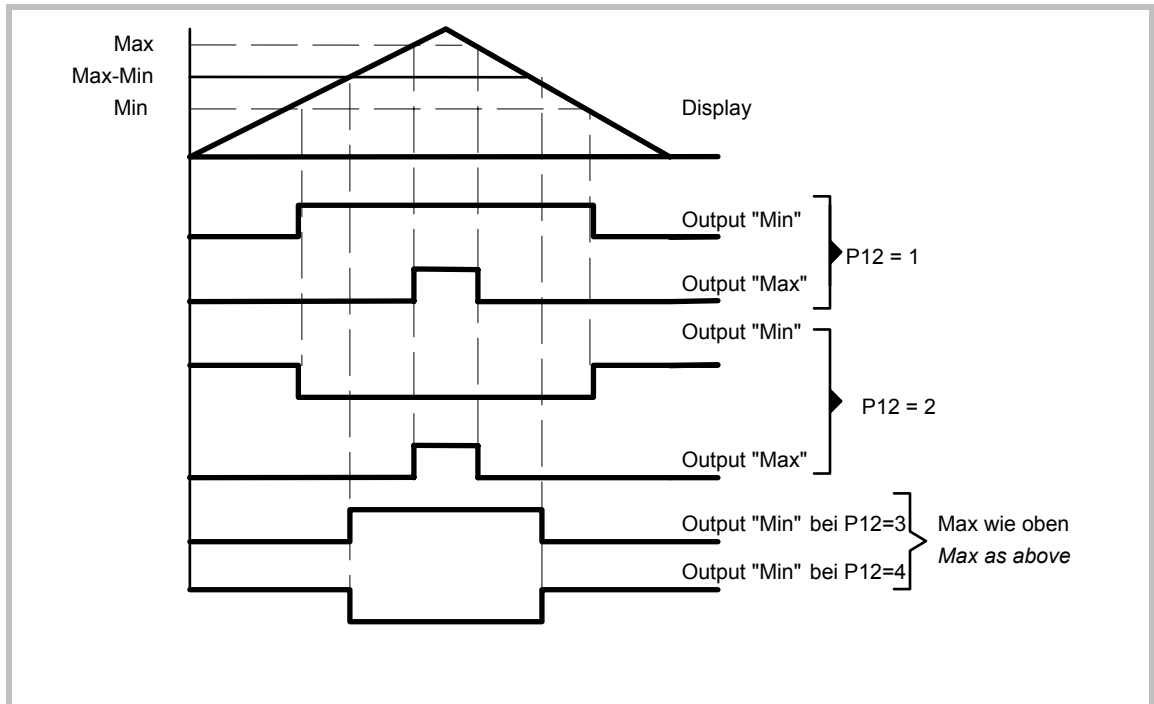 Max
Max-Min
Min
Display
Output "Min"
P12 = 1
Output "Max"
Output "Min"
P12 = 2
Output "Max"
Output "Min" bei P12=3
Max wie oben
Max as above
Output "Min" bei P12=4